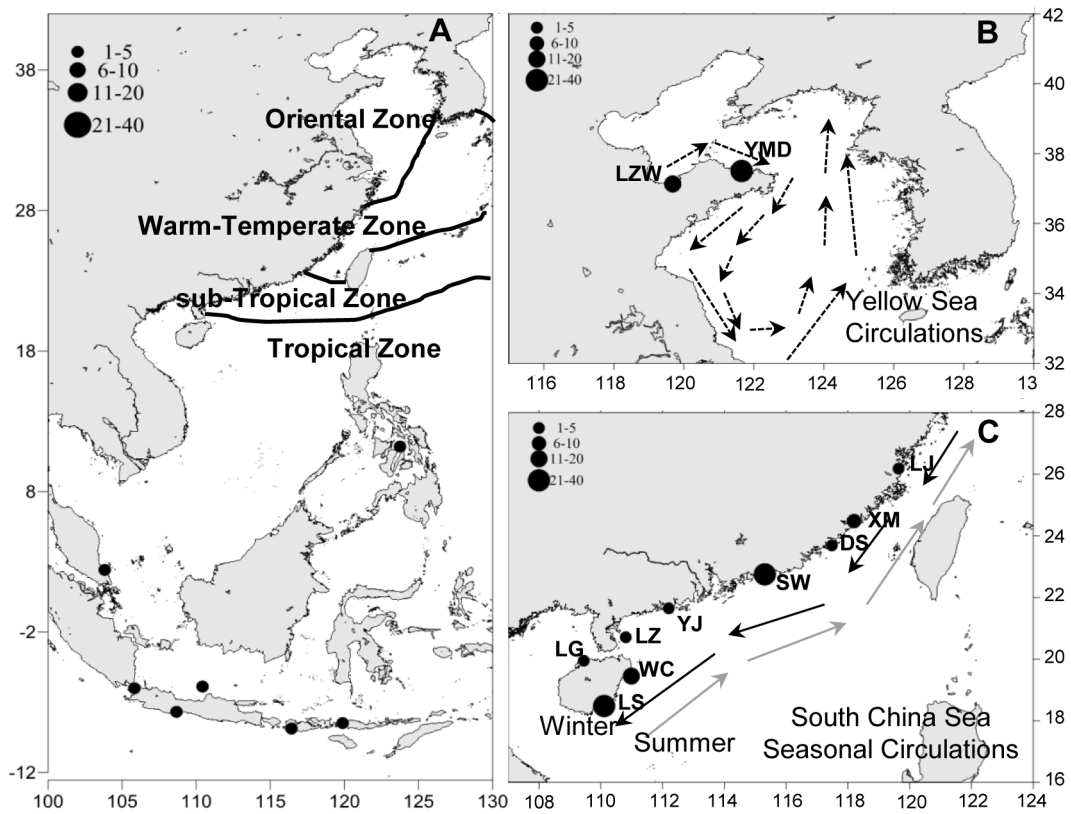 A
1-5
6-10
11-20
21-40
38
28
18
8
-2
-12
100
105
110
115
120
125
130
Oriental Zone
Warm-Temperate Zone
sub-Tropical Zone
Tropical Zone
B
1-5
6-10
11-20
21-40
42
40
38
36
34
32
116
118
120
122
124
126
128
13
LZW
YMD
Yellow Sea
Circulations
C
1-5
6-10
11-20
21-40
28
26
24
22
20
18
16
108
110
112
114
116
118
120
122
124
LJ
XM
DS
SW
YJ
LZ
LG
WC
LS
Winter
Summer
South China Sea
Seasonal Circulations